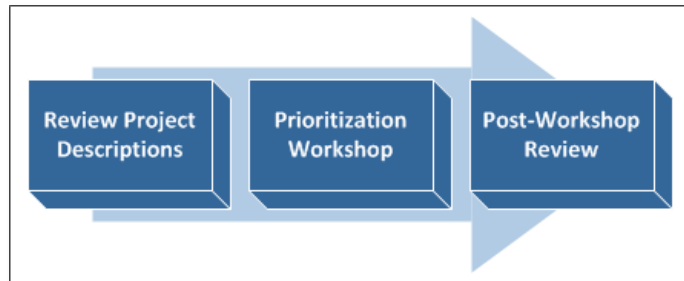 Review Project
Descriptions
Prioritization
Workshop
Post-Workshop
Review